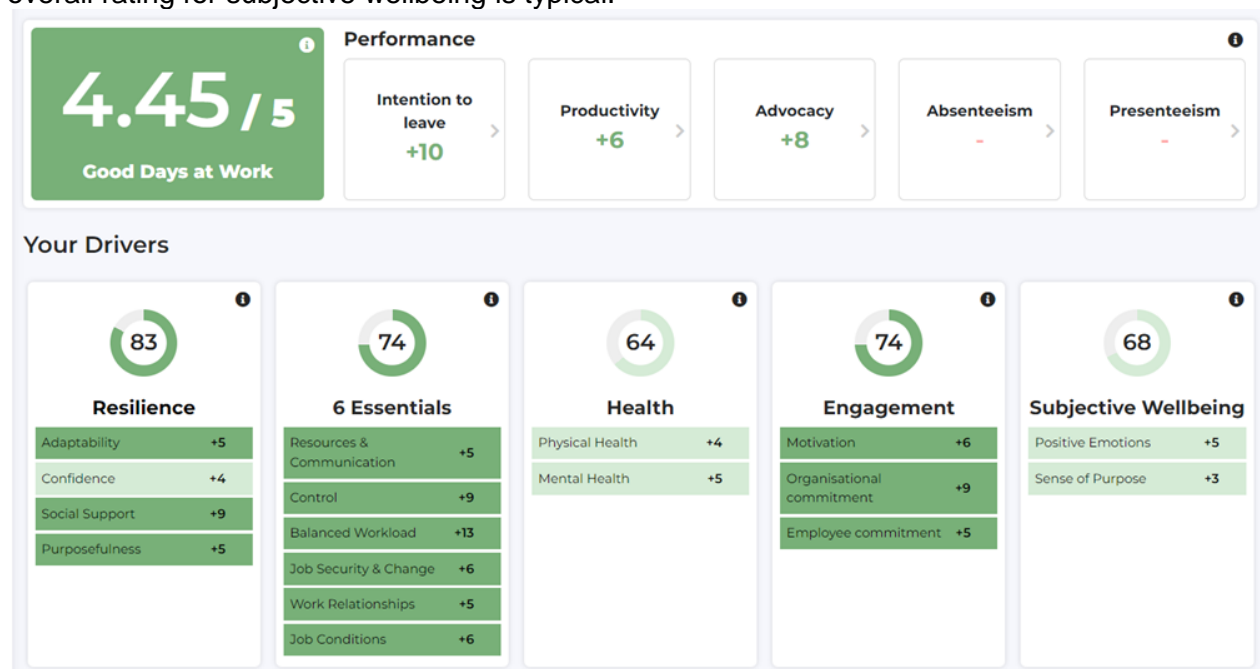 overall rating for subjective wellbeing is typical.
4.45 / 5
Good Days at Work
Performance
Intention to
leave
+10
Productivity
+6
Advocacy
+8
Absenteeism
-
Presenteeism
-
Your Drivers
83
Resilience
Adaptability +5
Confidence +4
Social Support +9
Purposefulness +5
74
6 Essentials
Resources &
Communication +5
Control +9
Balanced Workload +13
Job Security & Change +6
Work Relationships +5
Job Conditions +6
64
Health
Physical Health +4
Mental Health +5
74
Engagement
Motivation +6
Organisational
commitment +9
Employee commitment +5
68
Subjective Wellbeing
Positive Emotions +5
Sense of Purpose +3